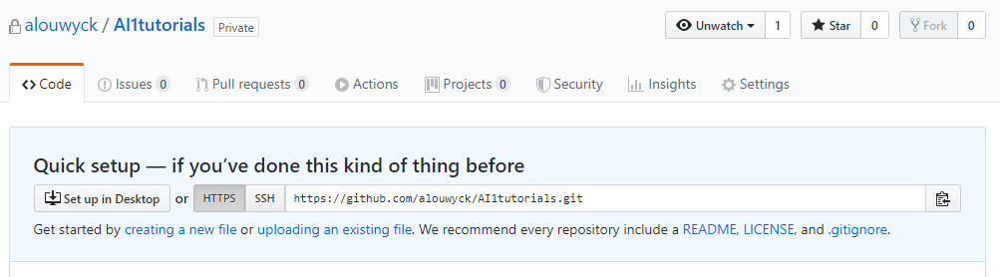 alouwyck / AI1tutorials Private Unwatch 1 Star 0 Fork 0
Code Issues 0 Pull requests 0 Actions Projects 0 Security Insights Settings
Quick setup — if you’ve done this kind of thing before
Set up in Desktop or HTTPS SSH https://github.com/alouwyck/AI1tutorials.git
Get started by creating a new file or uploading an existing file. We recommend every repository include a README, LICENSE, and .gitignore.